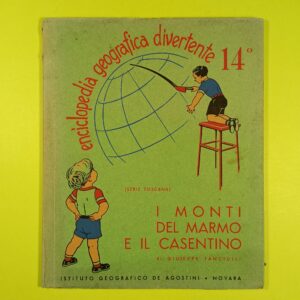 enciclopedia geografica divertente 14°
(SERIE TOSCANA)
I MONTI
DEL MARMO
E IL CASENTINO
DI GIUSEPPE FANCIULLI
ISTITUTO GEOGRAFICO DE AGOSTINI • NOVARA